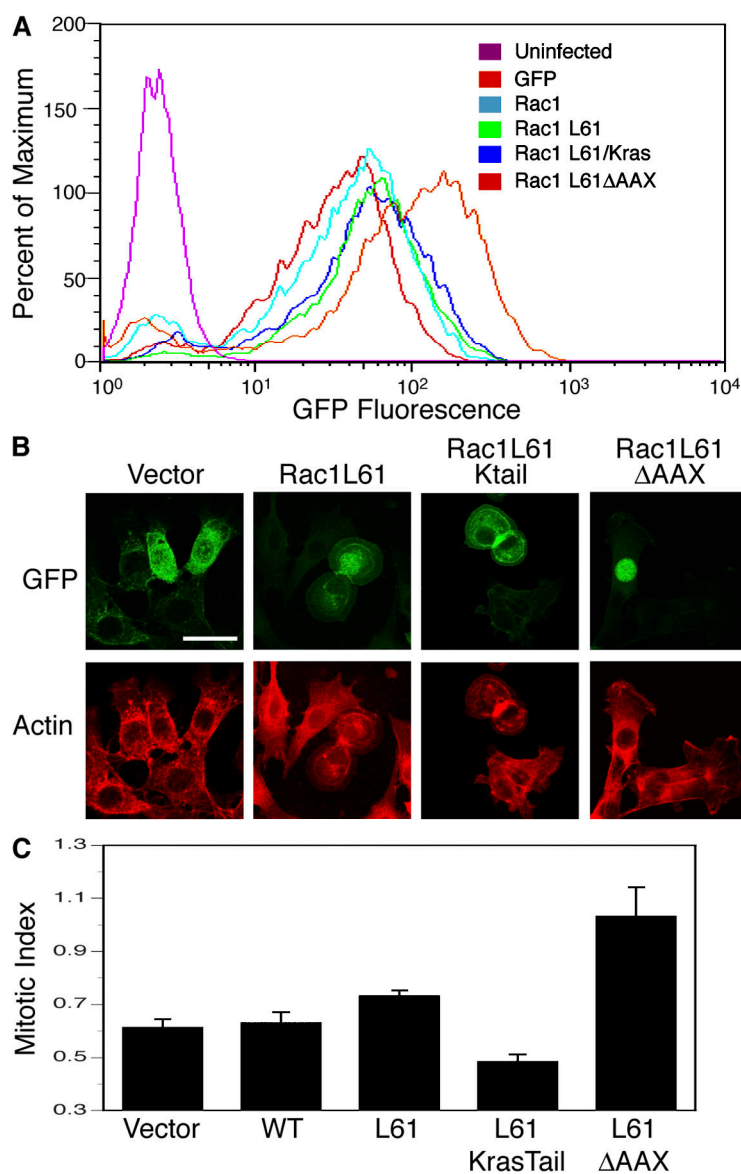 A
200
150
100
50
0
Percent of Maximum
Uninfected
GFP
Rac1
Rac1 L61
Rac1 L61/Kras
Rac1 L61ΔAAX
10⁰ 10¹ 10² 10³ 10⁴
GFP Fluorescence
B
Vector Rac1L61 Rac1L61 Ktail Rac1L61 ΔAAX
GFP
Actin
C
1.3
1.1
0.9
0.7
0.5
0.3
Mitotic Index
Vector WT L61 L61 KrasTail L61 ΔAAX